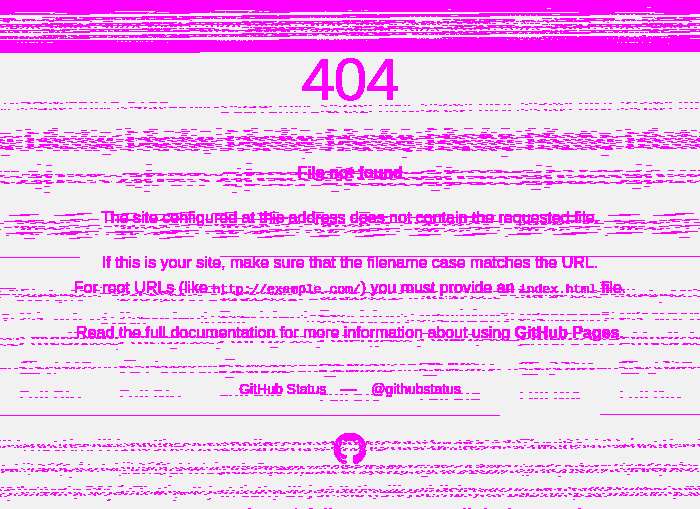 404
File not found
The site configured at this address does not contain the requested file.
If this is your site, make sure that the filename case matches the URL.
For root URLs (like http://example.com/) you must provide an index.html file.
Read the full documentation for more information about using GitHub Pages.
GitHub Status — @githubstatus